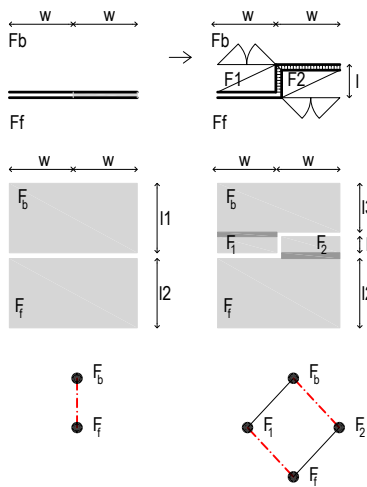 w w w w
Fb Fb
F1 F2 l
Ff Ff
w w w w
Fb l1 Fb l3
F1 F2
Ff l2 Ff l2
Fb Fb
Ff F1 F2
Ff